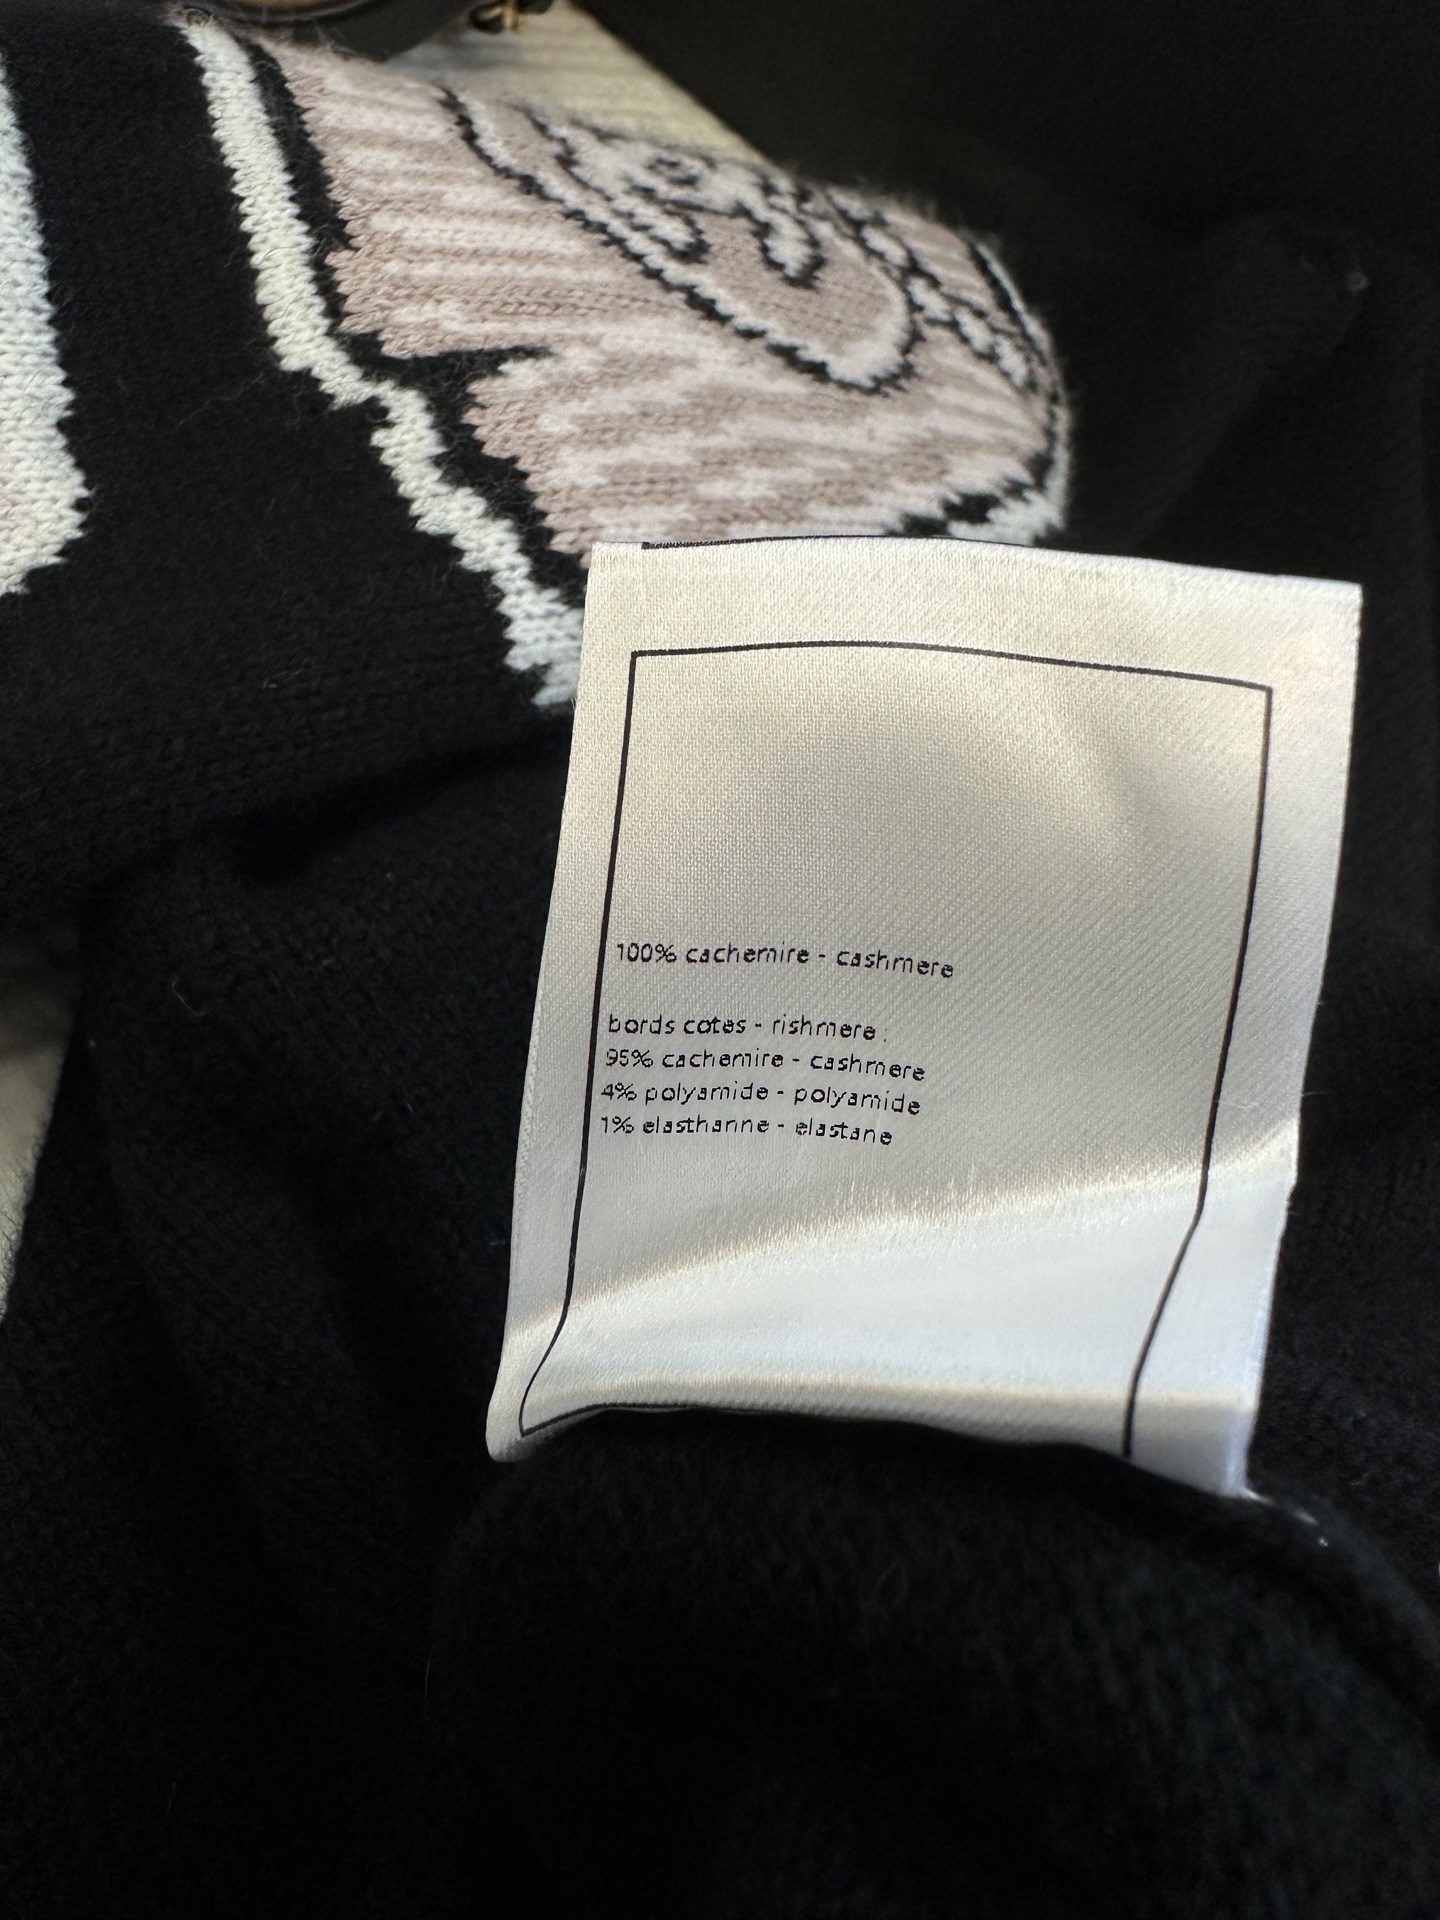 100% cachemire - cashmere
bords cotes - rishmere :
95% cachemire - cashmere
4% polyamide - polyamide
1% elasthanne - elastane